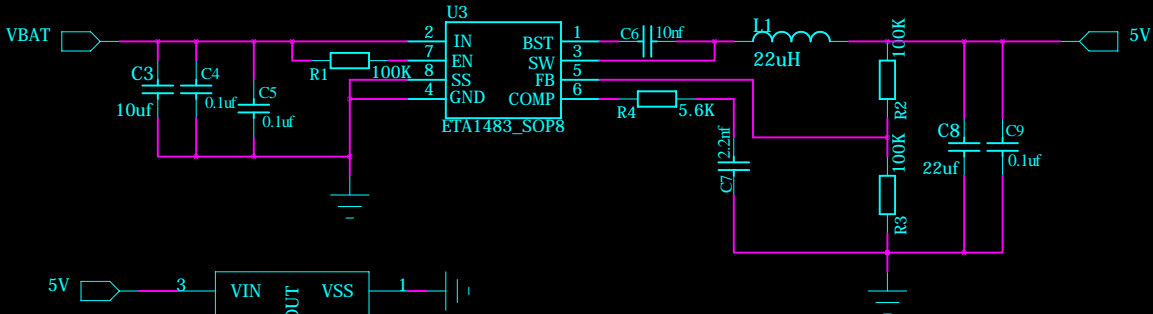 U3
VBAT
2
IN
BST
1
C6
10nf
L1
100K
5V
7
EN
SW
3
22uH
R1
100K
8
SS
FB
5
C3
C4
4
GND
COMP
6
R4
5.6K
R2
10uf
0.1uf
C5
0.1uf
ETA1483_SOP8
2.2nf
C7
100K
R3
C8
22uf
C9
0.1uf
5V
3
VIN
OUT
VSS
1